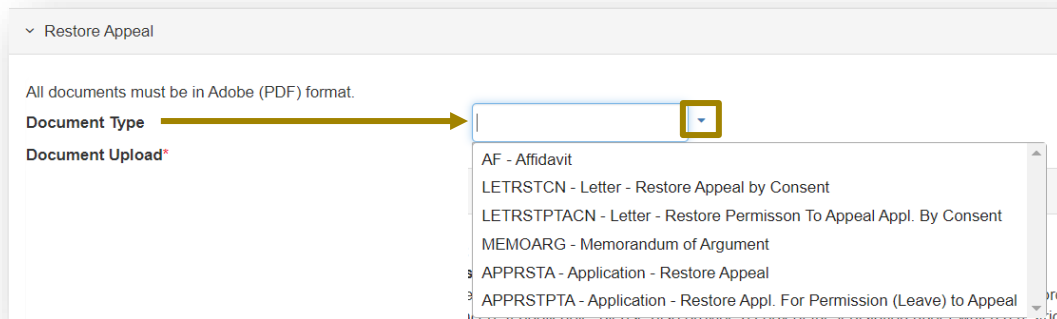 Restore Appeal
All documents must be in Adobe (PDF) format.
Document Type
Document Upload*
AF - Affidavit
LETRSTCN - Letter - Restore Appeal by Consent
LETRSTPTACN - Letter - Restore Permisson To Appeal Appl. By Consent
MEMOARG - Memorandum of Argument
APPRSTA - Application - Restore Appeal
APPRSTPTA - Application - Restore Appl. For Permission (Leave) to Appeal